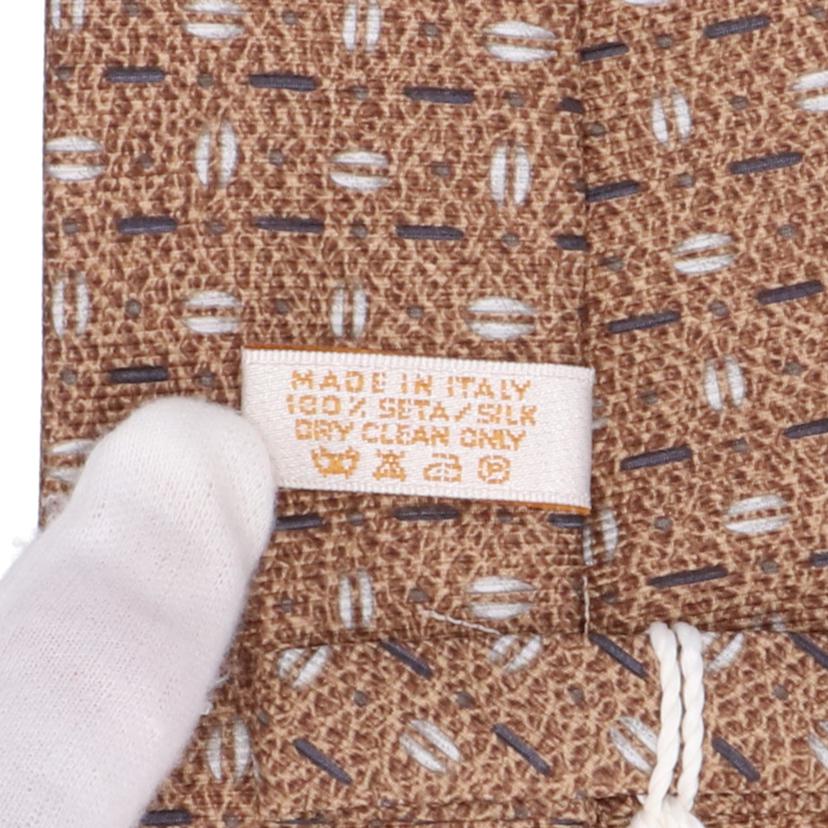 MADE IN ITALY
100% SETA/SILK
DRY CLEAN ONLY
P